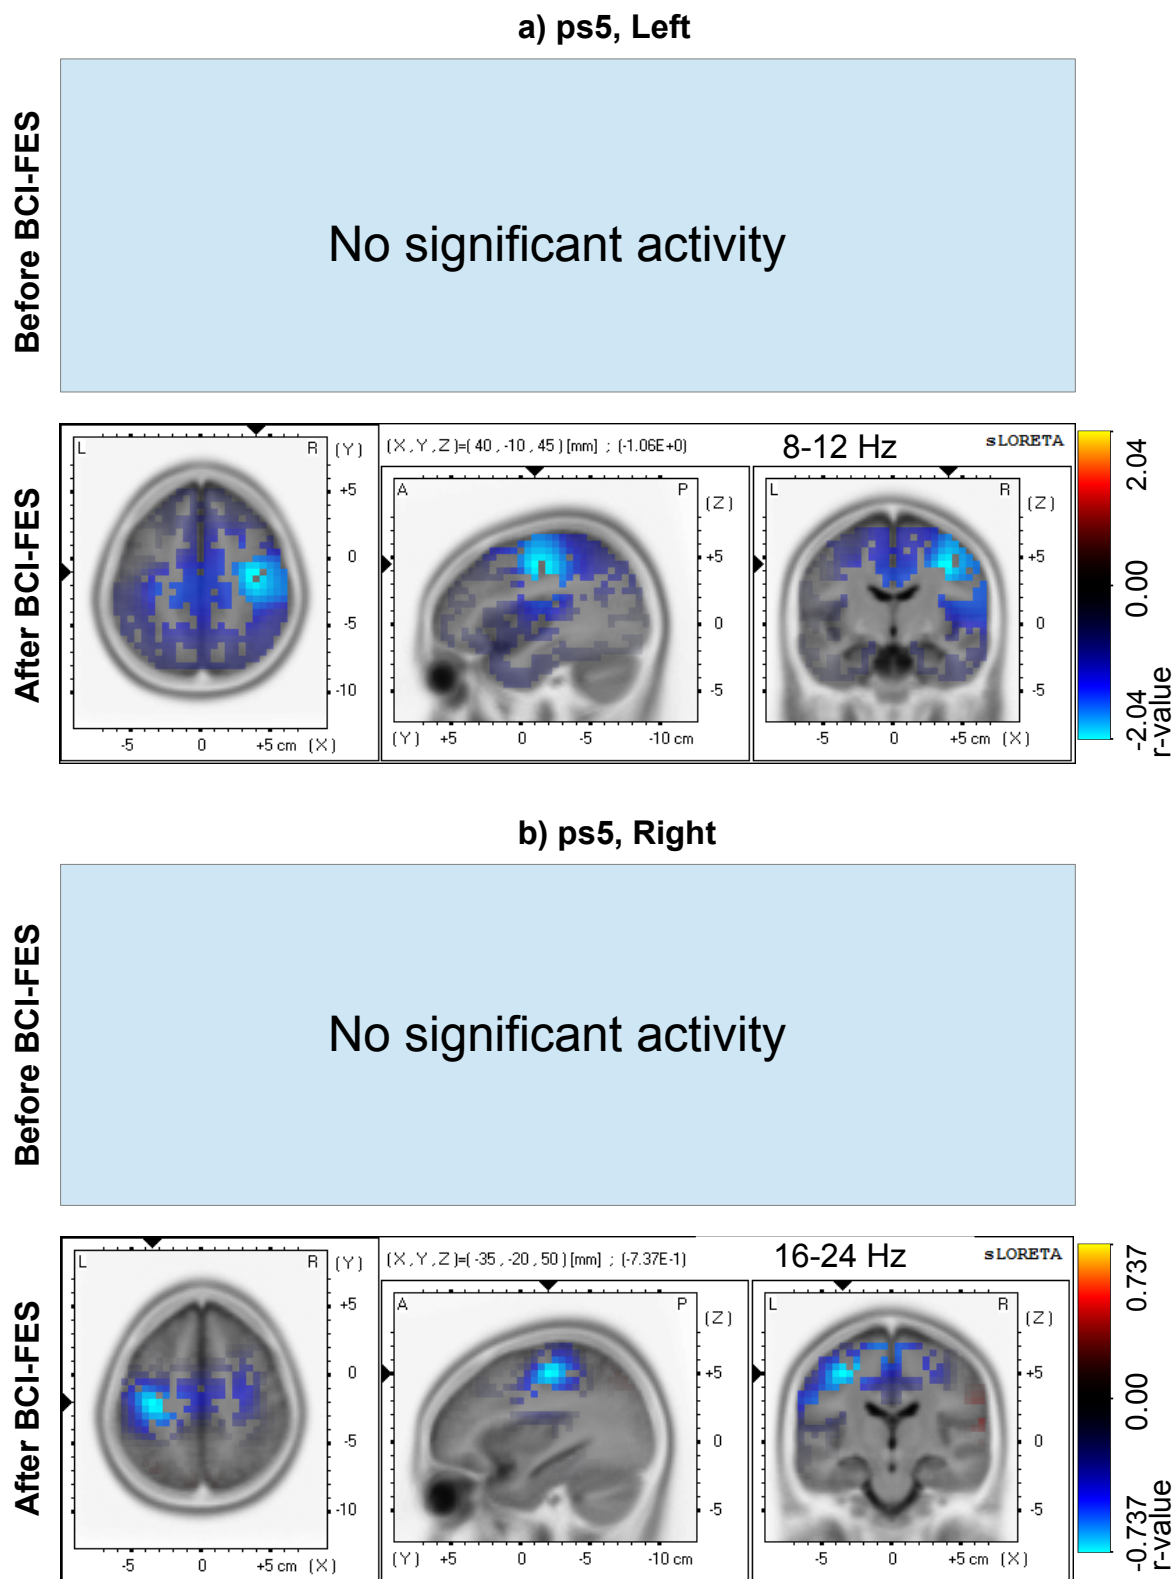 a) ps5, Left
Before BCI-FES
No significant activity
After BCI-FES
L R (Y)
+5
0
-5
-10
-5 0 +5 cm (X)
(X,Y,Z)=(40,-10,45)[mm] ; (-1.06E+0)
8-12 Hz
sLORETA
A P (Z)
+5
0
-5
(Y) +5 0 -5 -10 cm
L R (Z)
+5
0
-5
-5 0 +5 cm (X)
-2.04 0.00 2.04
r-value
b) ps5, Right
Before BCI-FES
No significant activity
After BCI-FES
L R (Y)
+5
0
-5
-10
-5 0 +5 cm (X)
(X,Y,Z)=(-35,-20,50)[mm] ; (-7.37E-1)
16-24 Hz
sLORETA
A P (Z)
+5
0
-5
(Y) +5 0 -5 -10 cm
L R (Z)
+5
0
-5
-5 0 +5 cm (X)
-0.737 0.00 0.737
r-value